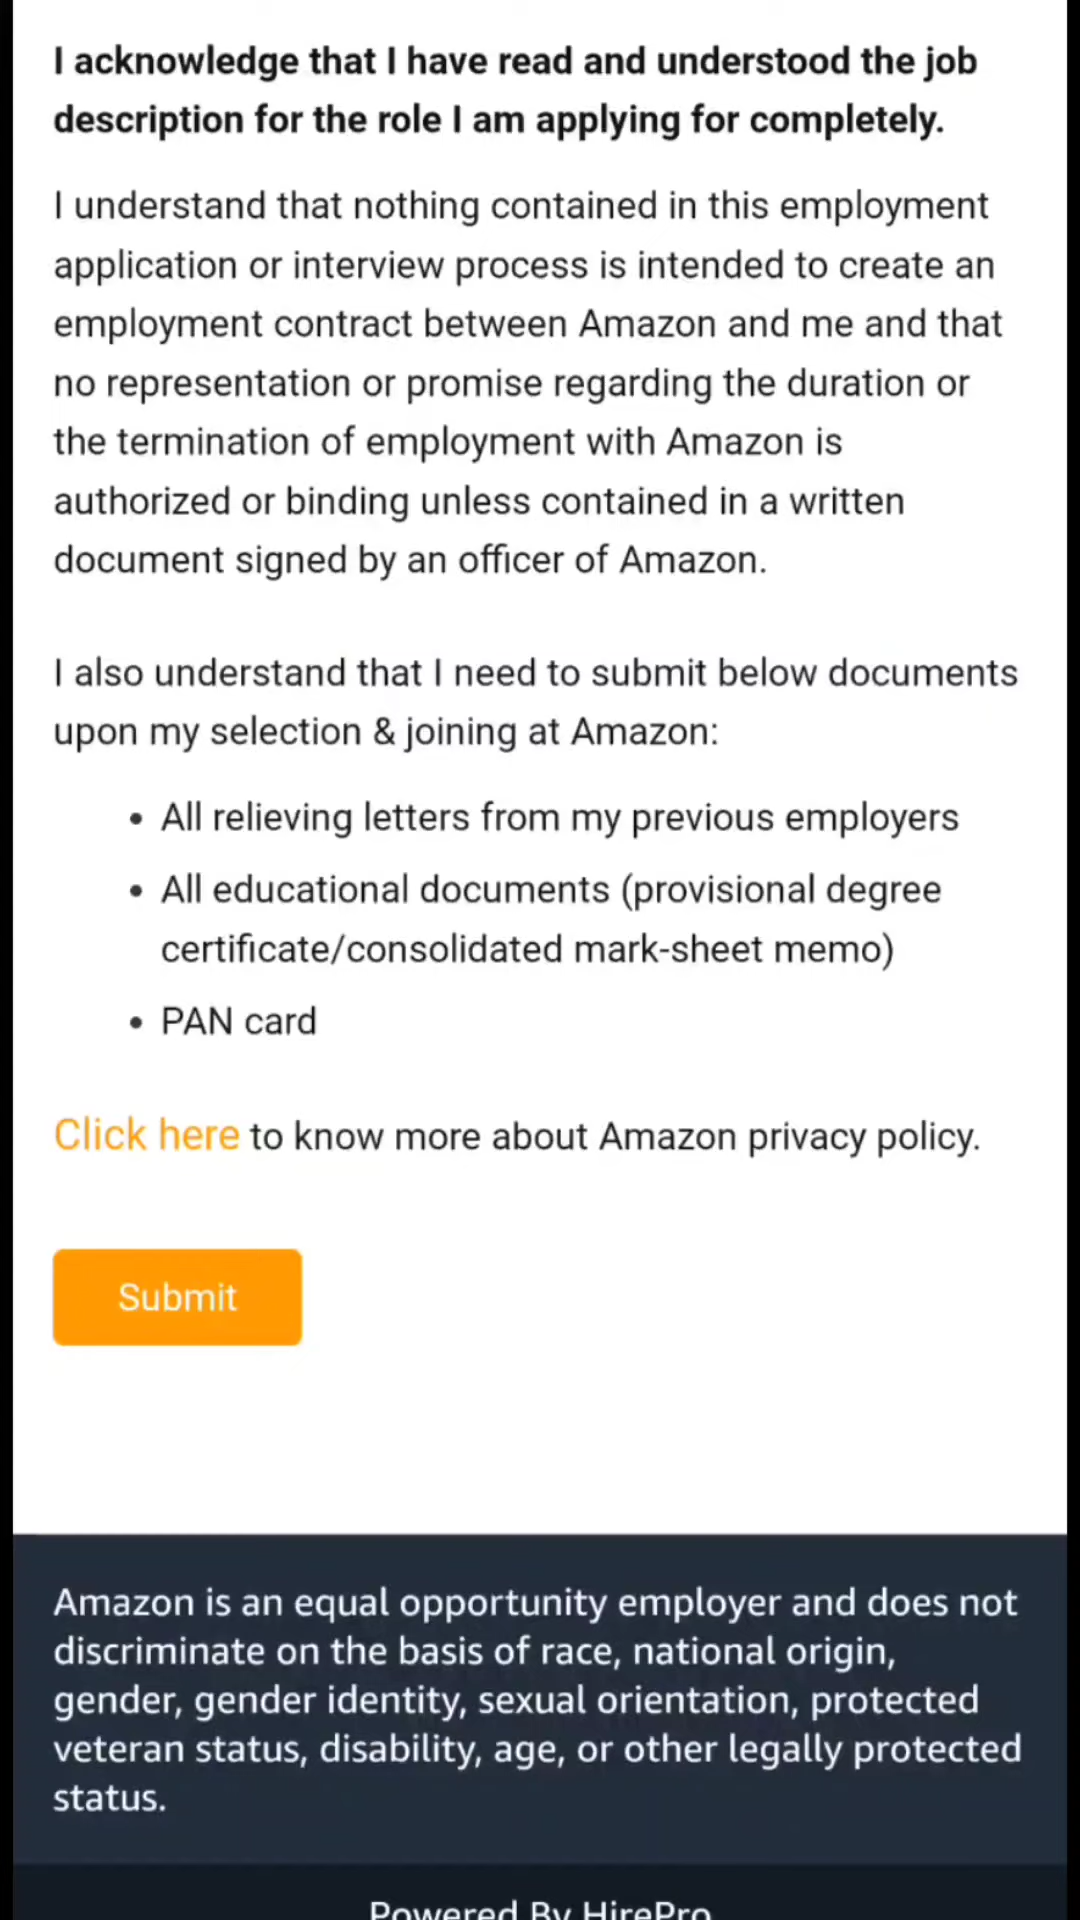 I acknowledge that I have read and understood the job
description for the role I am applying for completely.
I understand that nothing contained in this employment
application or interview process is intended to create an
employment contract between Amazon and me and that
no representation or promise regarding the duration or
the termination of employment with Amazon is
authorized or binding unless contained in a written
document signed by an officer of Amazon.
I also understand that I need to submit below documents
upon my selection & joining at Amazon:
• All relieving letters from my previous employers
• All educational documents (provisional degree
certificate/consolidated mark-sheet memo)
• PAN card
Click here to know more about Amazon privacy policy.
Submit
Amazon is an equal opportunity employer and does not
discriminate on the basis of race, national origin,
gender, gender identity, sexual orientation, protected
veteran status, disability, age, or other legally protected
status.
Powered By HirePro